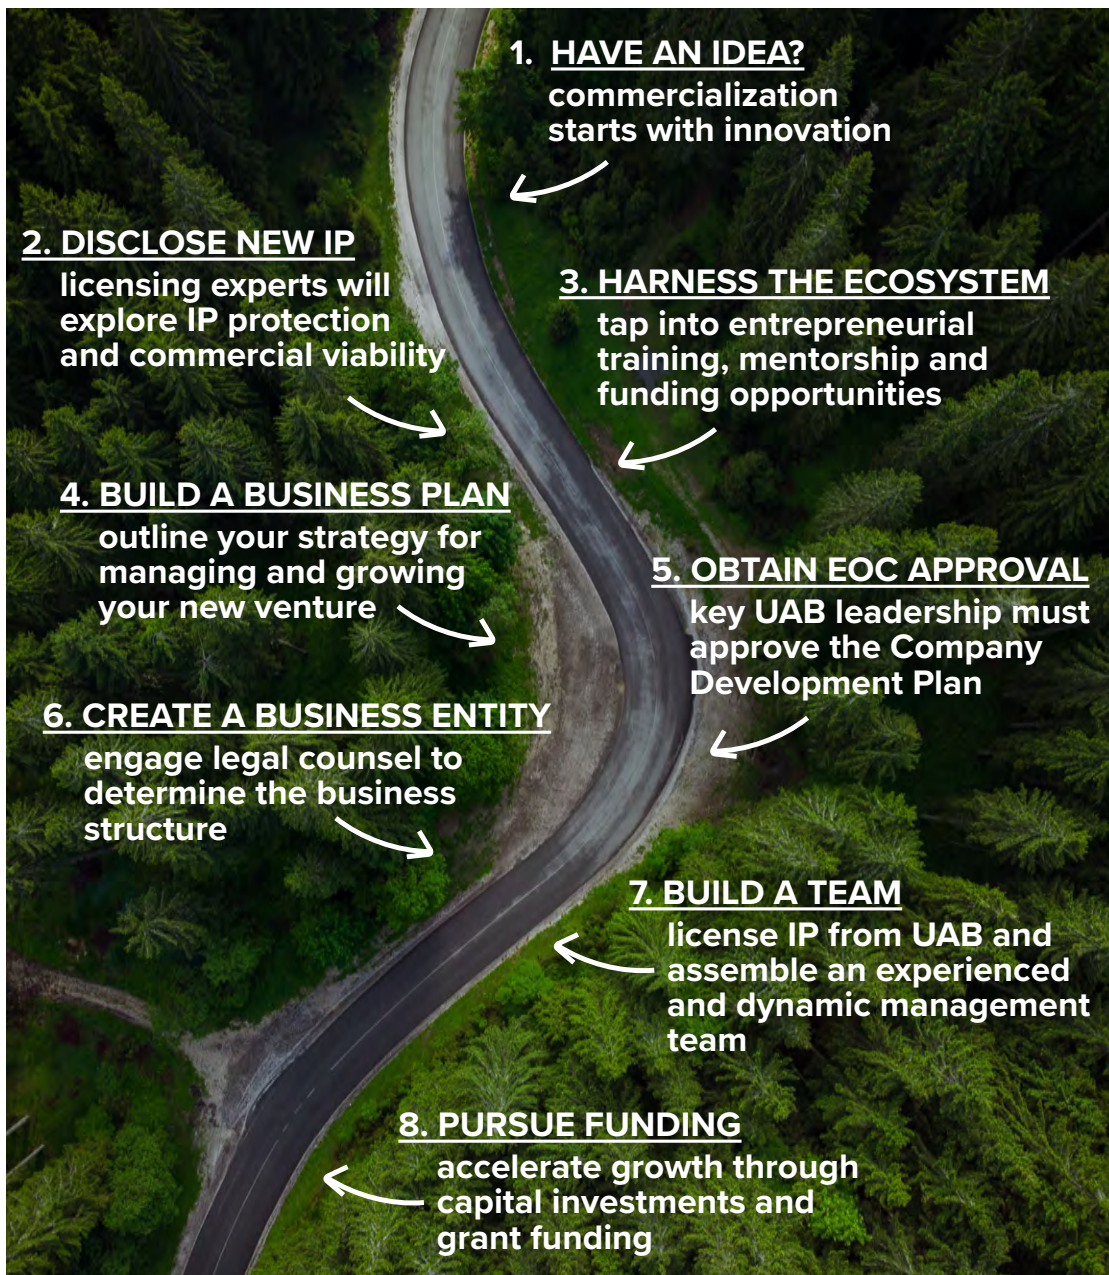 1. HAVE AN IDEA?
commercialization
starts with innovation
2. DISCLOSE NEW IP
licensing experts will
explore IP protection
and commercial viability
3. HARNESS THE ECOSYSTEM
tap into entrepreneurial
training, mentorship and
funding opportunities
4. BUILD A BUSINESS PLAN
outline your strategy for
managing and growing
your new venture
5. OBTAIN EOC APPROVAL
key UAB leadership must
approve the Company
Development Plan
6. CREATE A BUSINESS ENTITY
engage legal counsel to
determine the business
structure
7. BUILD A TEAM
license IP from UAB and
assemble an experienced
and dynamic management
team
8. PURSUE FUNDING
accelerate growth through
capital investments and
grant funding